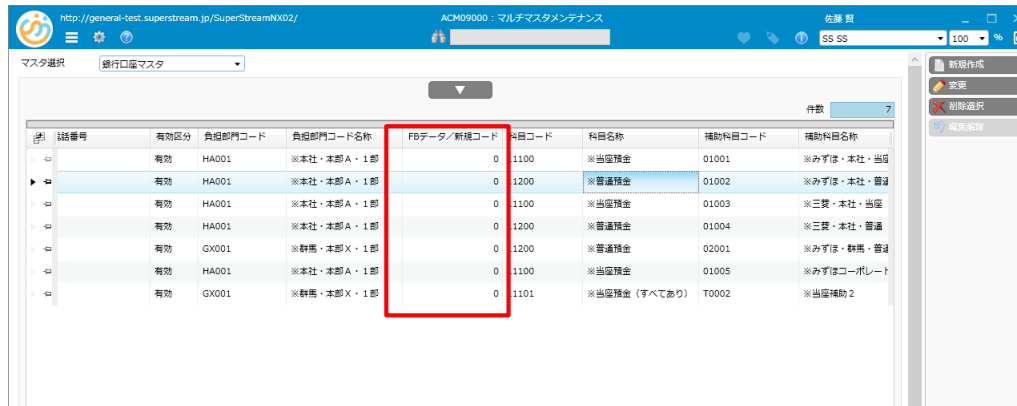 http://general-test.superstream.jp/SuperStreamNX02/ ACM09000：マルチマスタメンテナンス 佐藤 賢
SS SS 100 %
マスタ選択 銀行口座マスタ 新規作成
変更
件数 7 削除選択
編集解除
話番号 有効区分 負担部門コード 負担部門コード名称 FBデータ／新規コード 科目コード 科目名称 補助科目コード 補助科目名称
有効 HA001 ※本社・本部A・1部 0 1100 ※当座預金 01001 ※みずほ・本社・当座
有効 HA001 ※本社・本部A・1部 0 1200 ※普通預金 01002 ※みずほ・本社・普通
有効 HA001 ※本社・本部A・1部 0 1100 ※当座預金 01003 ※三菱・本社・当座
有効 HA001 ※本社・本部A・1部 0 1200 ※普通預金 01004 ※三菱・本社・普通
有効 GX001 ※群馬・本部X・1部 0 1200 ※普通預金 02001 ※みずほ・群馬・普通
有効 HA001 ※本社・本部A・1部 0 1100 ※当座預金 01005 ※みずほコーポレート
有効 GX001 ※群馬・本部X・1部 0 1101 ※当座預金（すべてあり） T0002 ※当座補助2